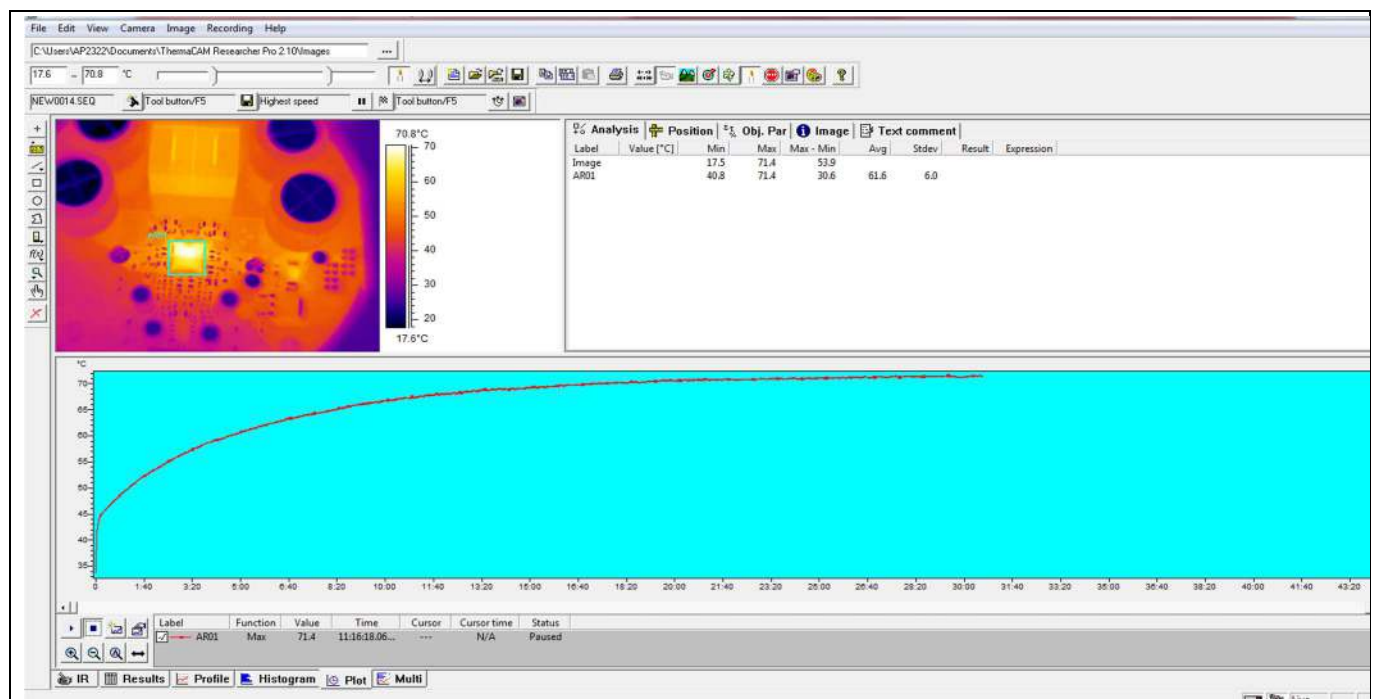 File Edit View Camera Image Recording Help
C:\Users\AP2322\Documents\ThermaCAM Researcher Pro 2.10\Images ...
17.6 - 70.8 °C
NEW0014.SEQ Tool button/F5 Highest speed Tool button/F5
Analysis Position Obj. Par Image Text comment
Label Value [°C] Min Max Max - Min Avg Stdev Result Expression
Image 17.5 71.4 53.9
AR01 40.8 71.4 30.6 61.6 6.0
70.8°C
70
60
50
40
30
20
17.6°C
°C
70
65
60
55
50
45
40
35
0 1:40 3:20 5:00 6:40 8:20 10:00 11:40 13:20 15:00 16:40 18:20 20:00 21:40 23:20 25:00 26:40 28:20 30:00 31:40 33:20 35:00 36:40 38:20 40:00 41:40 43:20
Label Function Value Time Cursor Cursor time Status
AR01 Max 71.4 11:16:18.06... --- N/A Paused
IR Results Profile Histogram Plot Multi